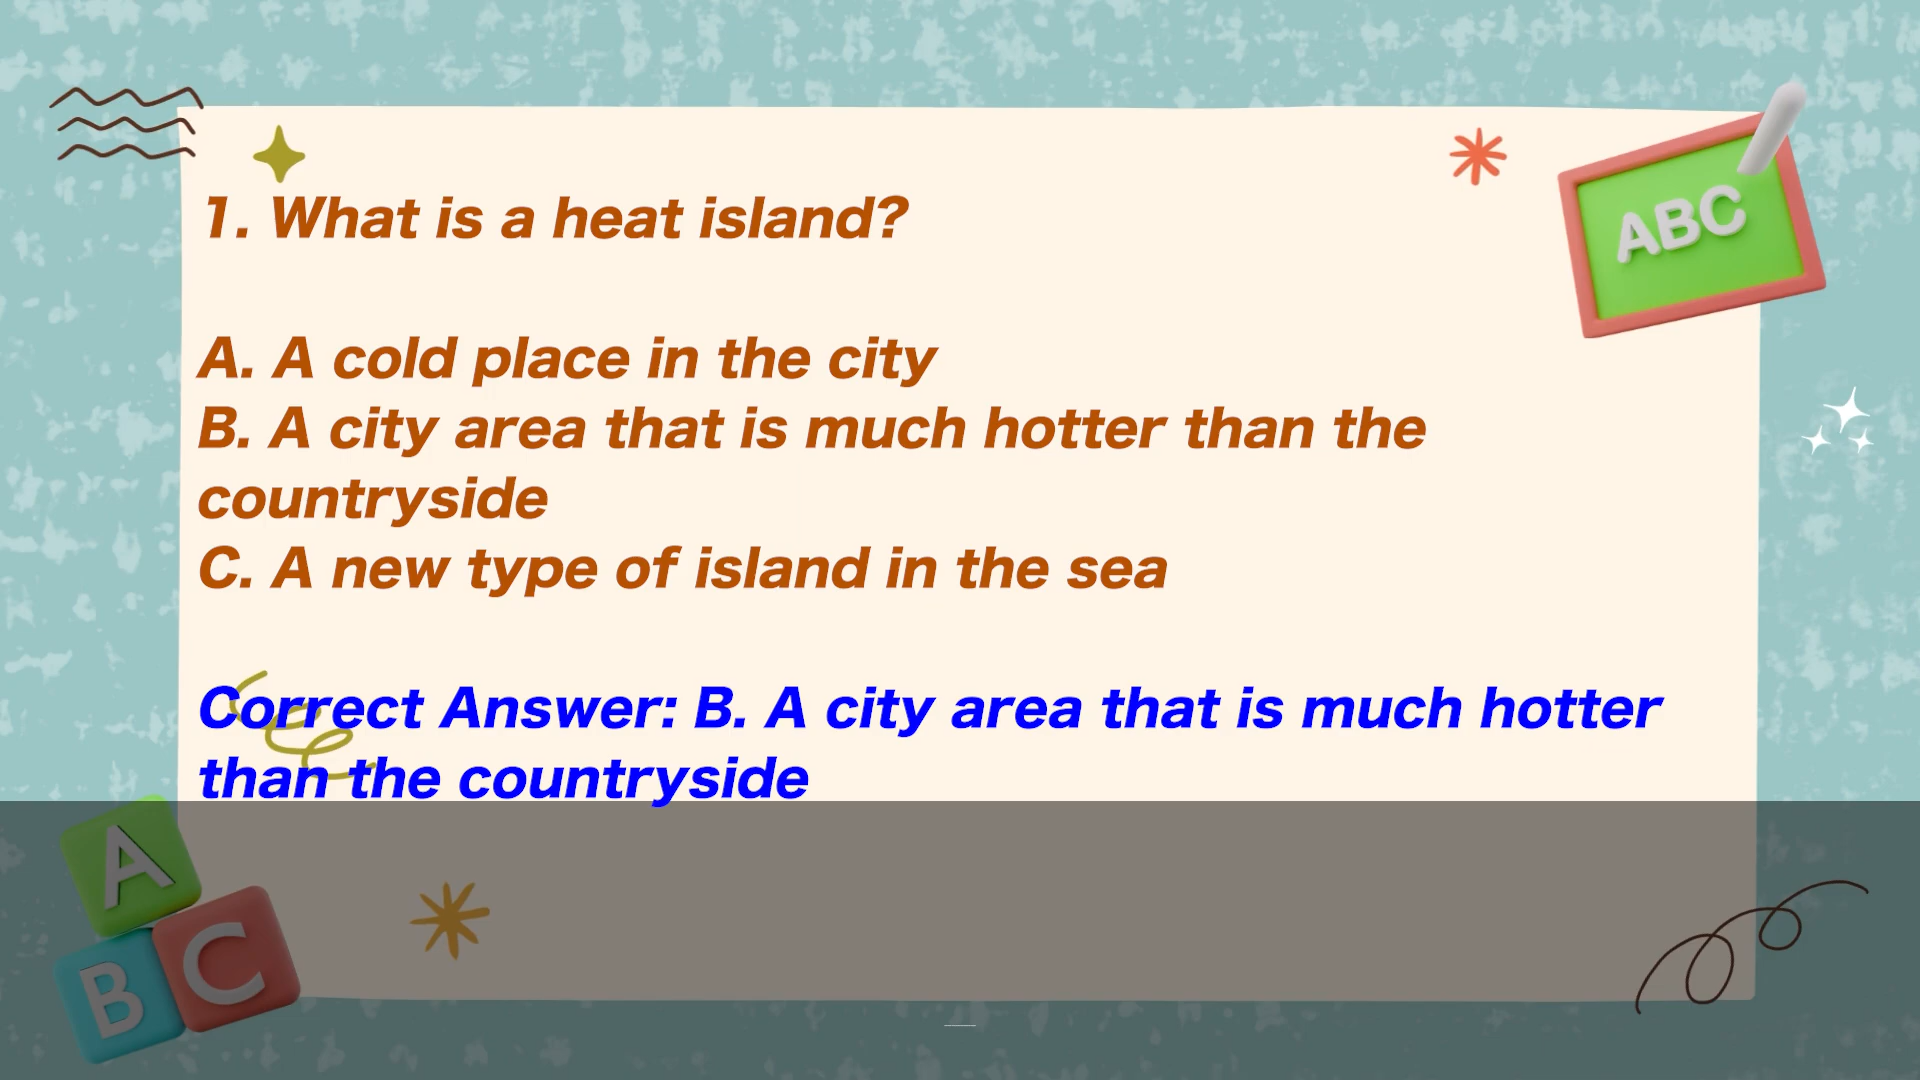 ABC
1. What is a heat island?
A. A cold place in the city
B. A city area that is much hotter than the
countryside
C. A new type of island in the sea
Correct Answer: B. A city area that is much hotter
than the countryside
A
B C